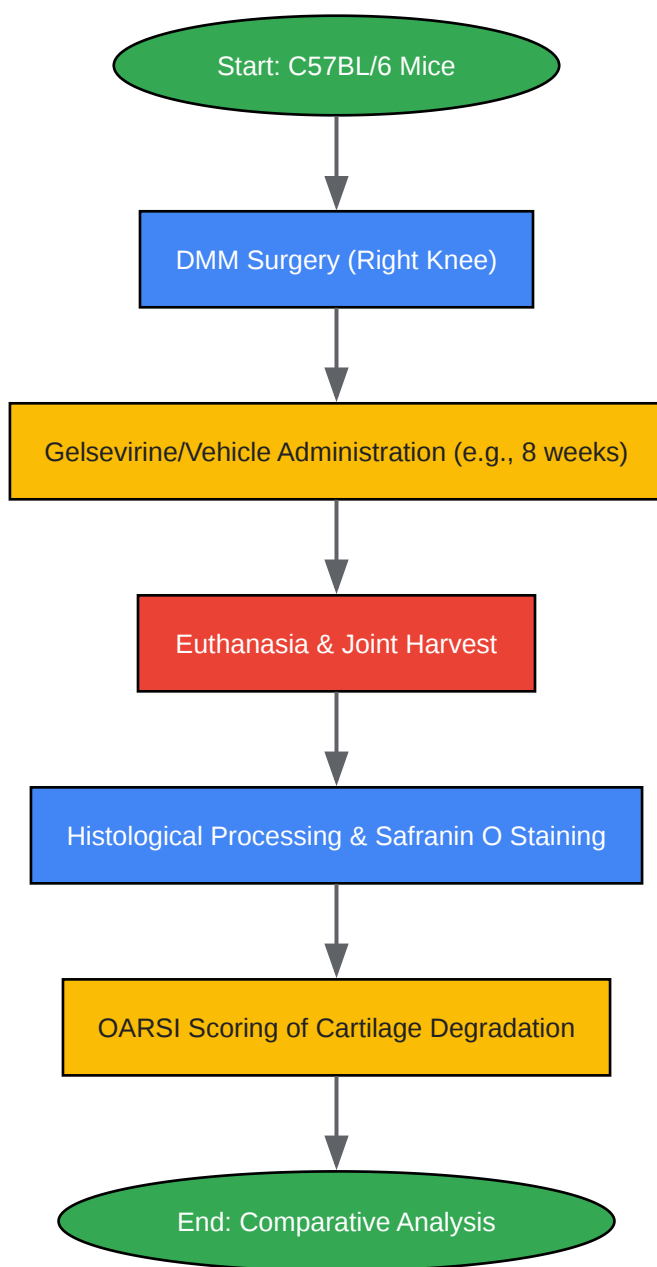 Start: C57BL/6 Mice
DMM Surgery (Right Knee)
Gelsevirine/Vehicle Administration (e.g., 8 weeks)
Euthanasia & Joint Harvest
Histological Processing & Safranin O Staining
OARSI Scoring of Cartilage Degradation
End: Comparative Analysis